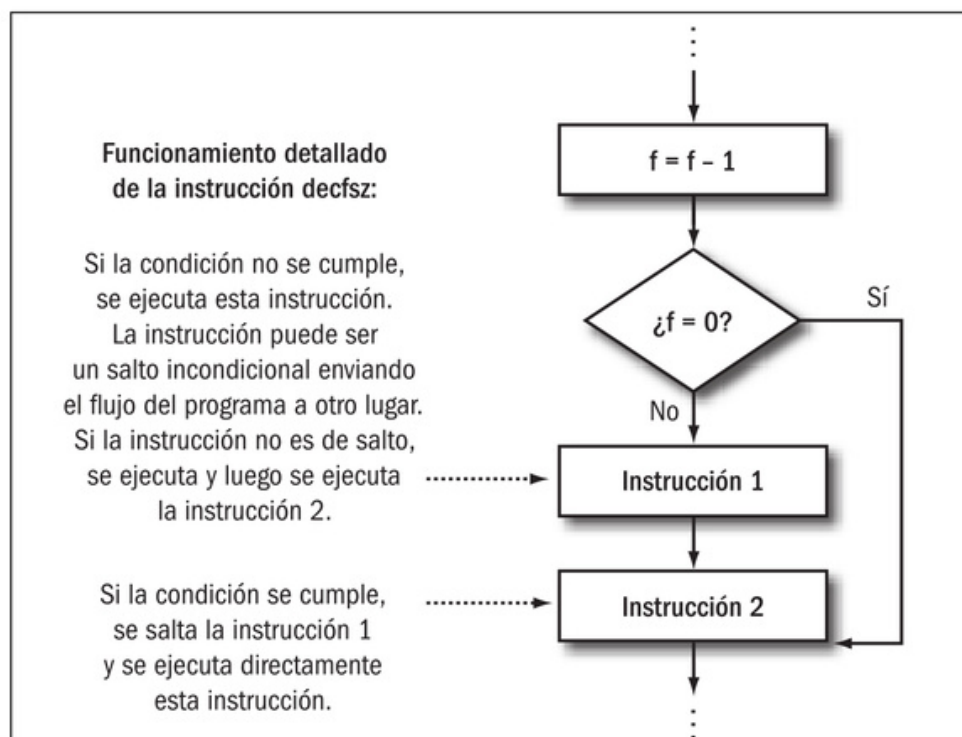 Funcionamiento detallado
de la instrucción decfsz:
Si la condición no se cumple,
se ejecuta esta instrucción.
La instrucción puede ser
un salto incondicional enviando
el flujo del programa a otro lugar.
Si la instrucción no es de salto,
se ejecuta y luego se ejecuta
la instrucción 2.
Si la condición se cumple,
se salta la instrucción 1
y se ejecuta directamente
esta instrucción.
f = f – 1
¿f = 0?
Sí
No
Instrucción 1
Instrucción 2